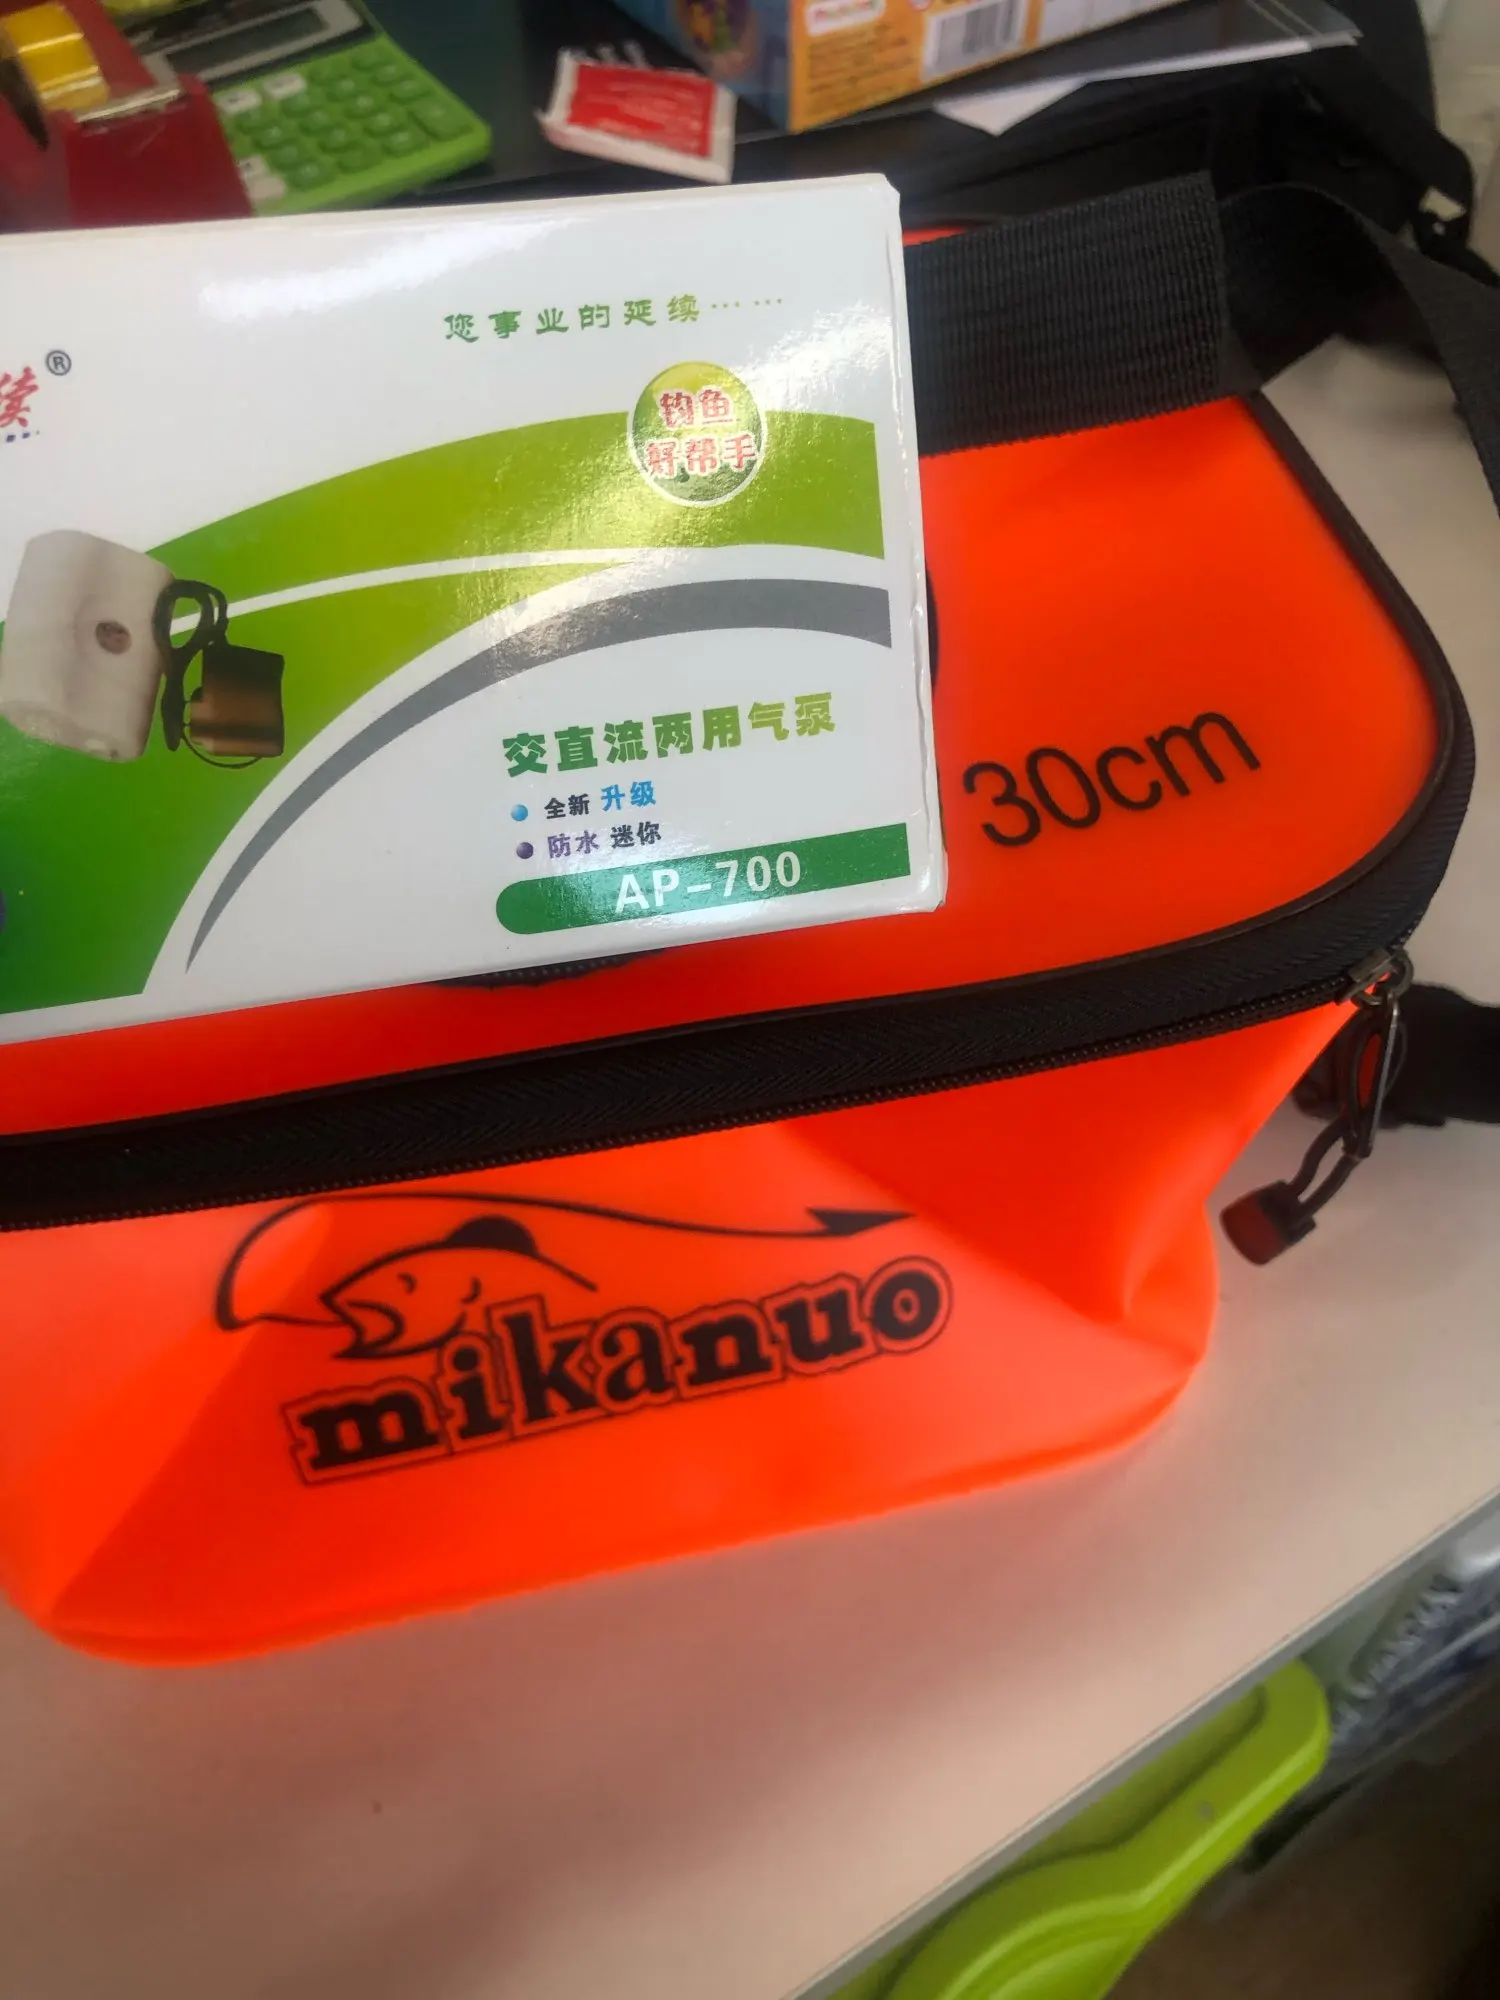 您事业的延续……
续®
钓鱼
好帮手
交直流两用气泵
全新 升级
防水 迷你
AP-700
30cm
mikanuo